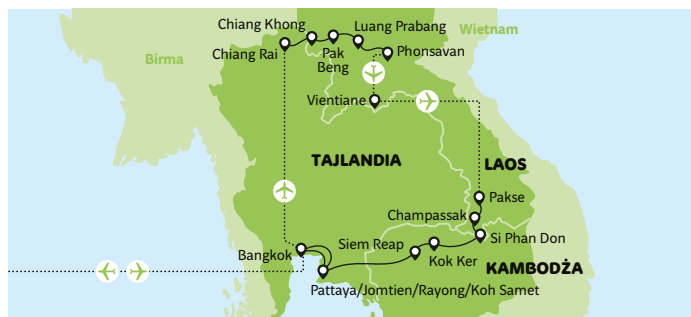 Chiang Khong
Luang Prabang
Wietnam
Birma
Chiang Rai
Pak
Beng
Phonsavan
Vientiane
TAJLANDIA
LAOS
Pakse
Champassak
Si Phan Don
Siem Reap
Bangkok
Kok Ker
KAMBODŻA
Pattaya/Jomtien/Rayong/Koh Samet